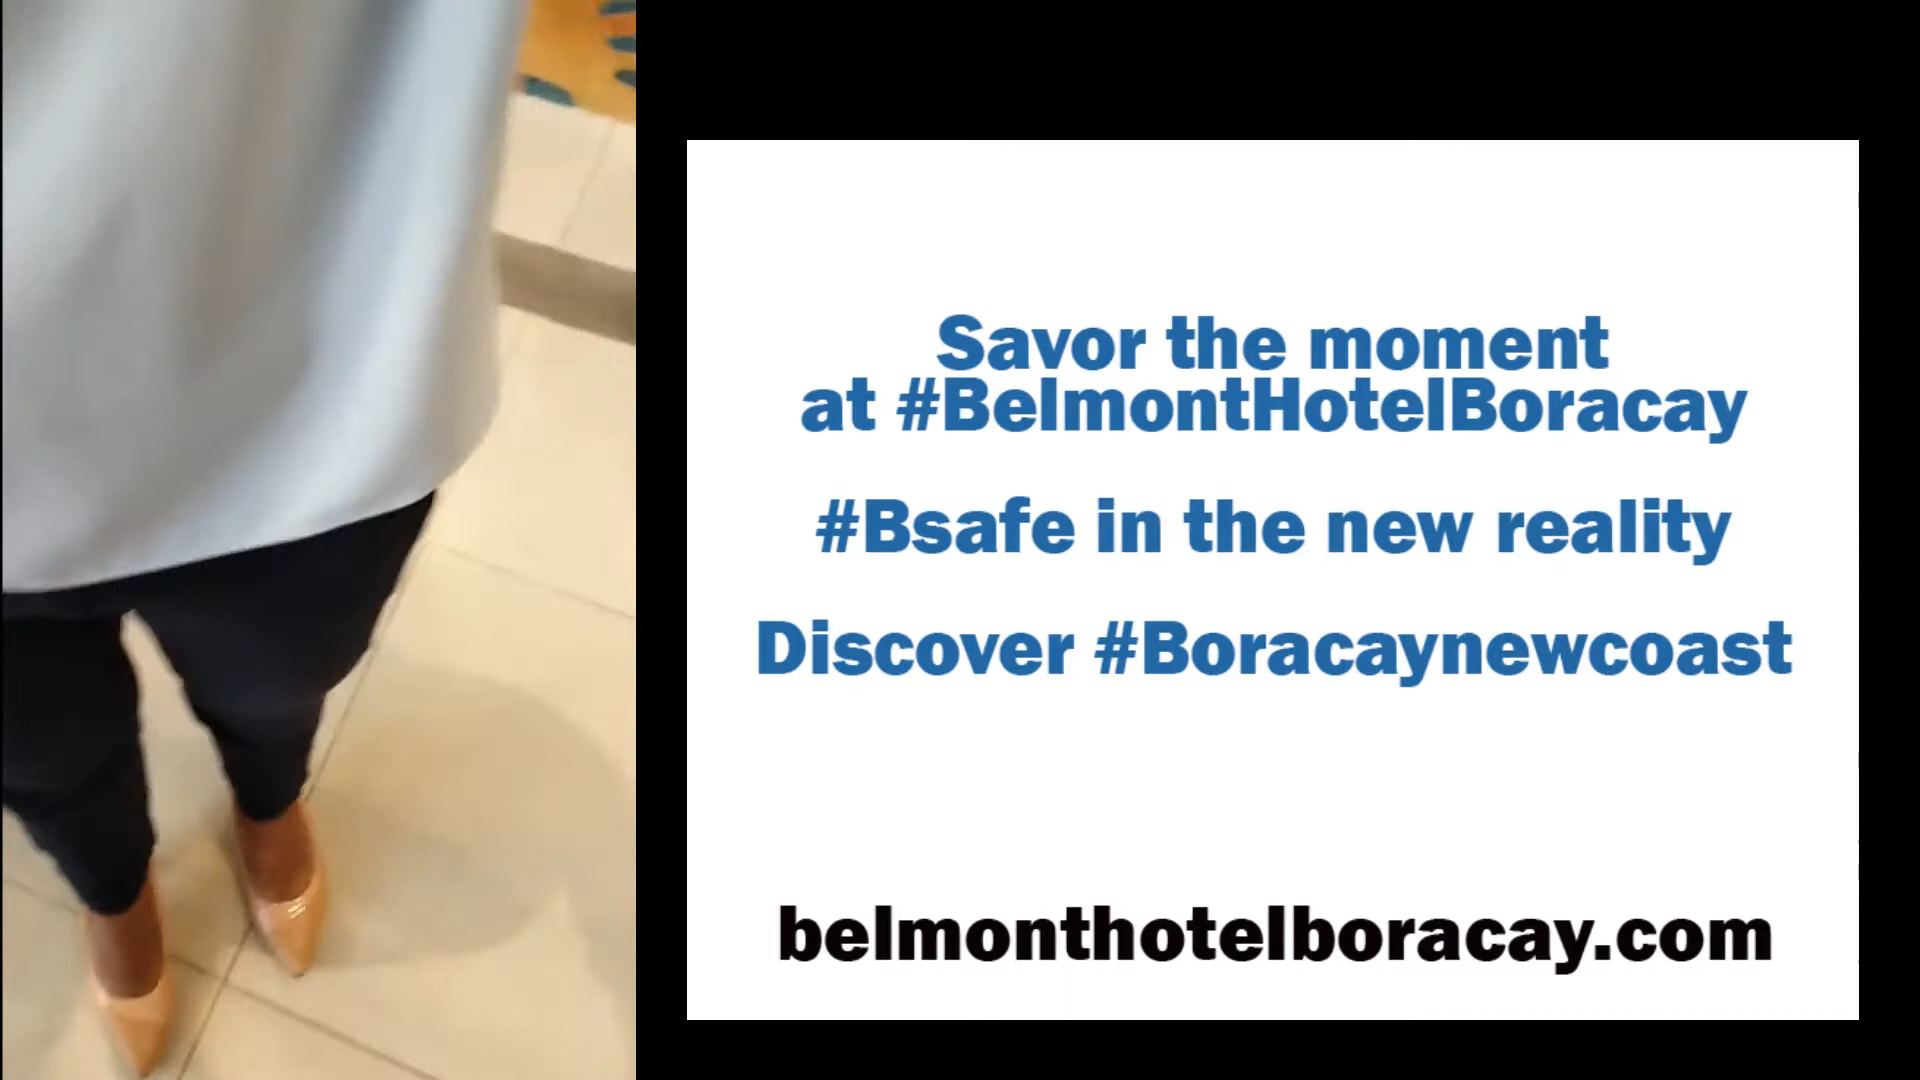 Savor the moment
at #BelmontHotelBoracay
#Bsafe in the new reality
Discover #Boracaynewcoast
belmonthotelboracay.com